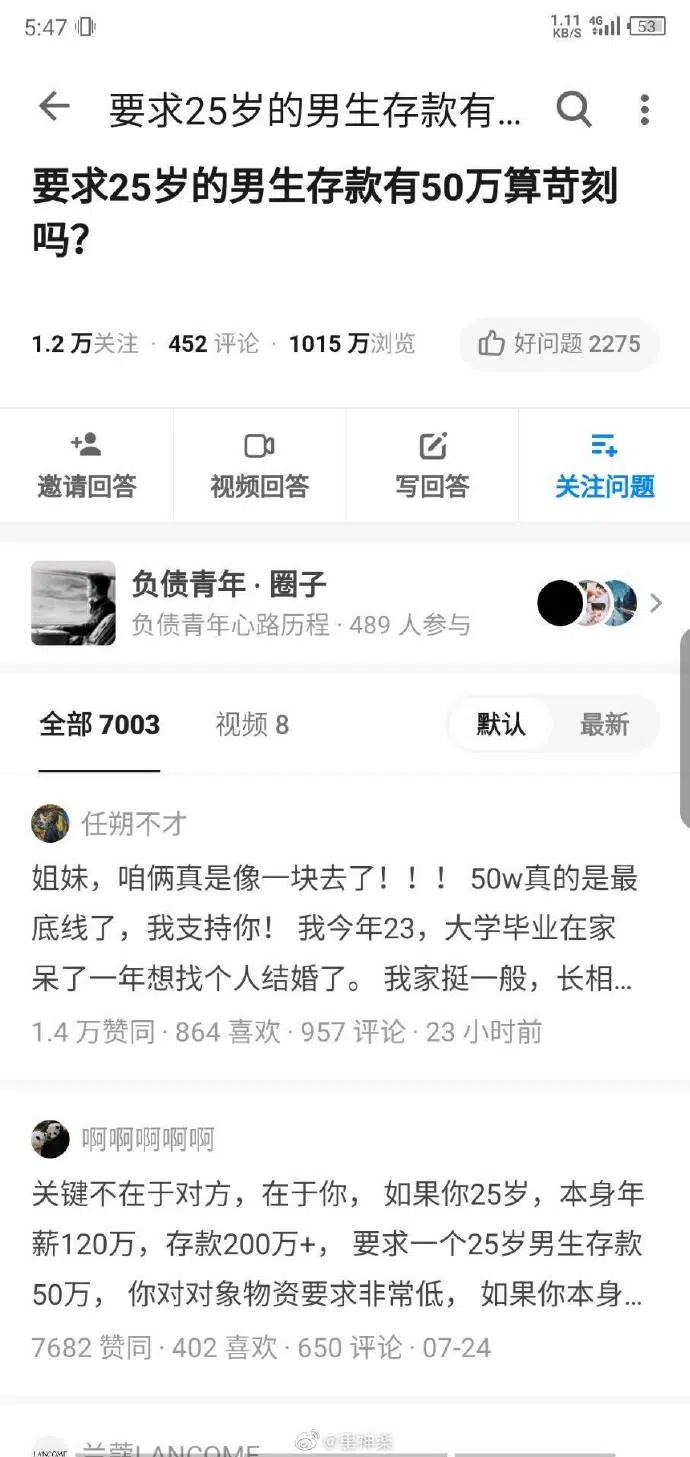 5:47
1.11
KB/S
4G
53
要求25岁的男生存款有...
要求25岁的男生存款有50万算苛刻
吗?
1.2 万关注 · 452 评论 · 1015 万浏览
好问题 2275
邀请回答
视频回答
写回答
关注问题
负债青年 · 圈子
负债青年心路历程 · 489 人参与
全部 7003
视频 8
默认
最新
任朔不才
姐妹，咱俩真是像一块去了！！！ 50w真的是最
底线了，我支持你！ 我今年23，大学毕业在家
呆了一年想找个人结婚了。 我家挺一般，长相...
1.4 万赞同 · 864 喜欢 · 957 评论 · 23 小时前
啊啊啊啊啊
关键不在于对方，在于你， 如果你25岁，本身年
薪120万，存款200万+， 要求一个25岁男生存款
50万， 你对对象物资要求非常低， 如果你本身...
7682 赞同 · 402 喜欢 · 650 评论 · 07-24
LANCOME
兰蔻LANCOME